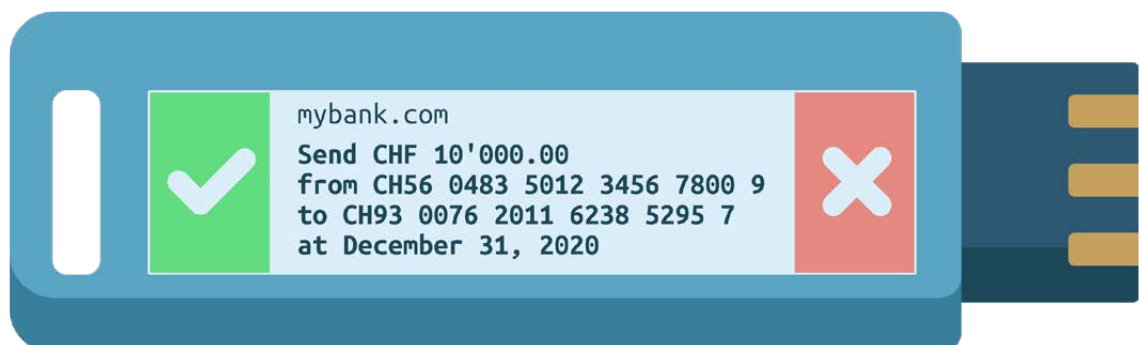 mybank.com
Send CHF 10'000.00
from CH56 0483 5012 3456 7800 9
to CH93 0076 2011 6238 5295 7
at December 31, 2020